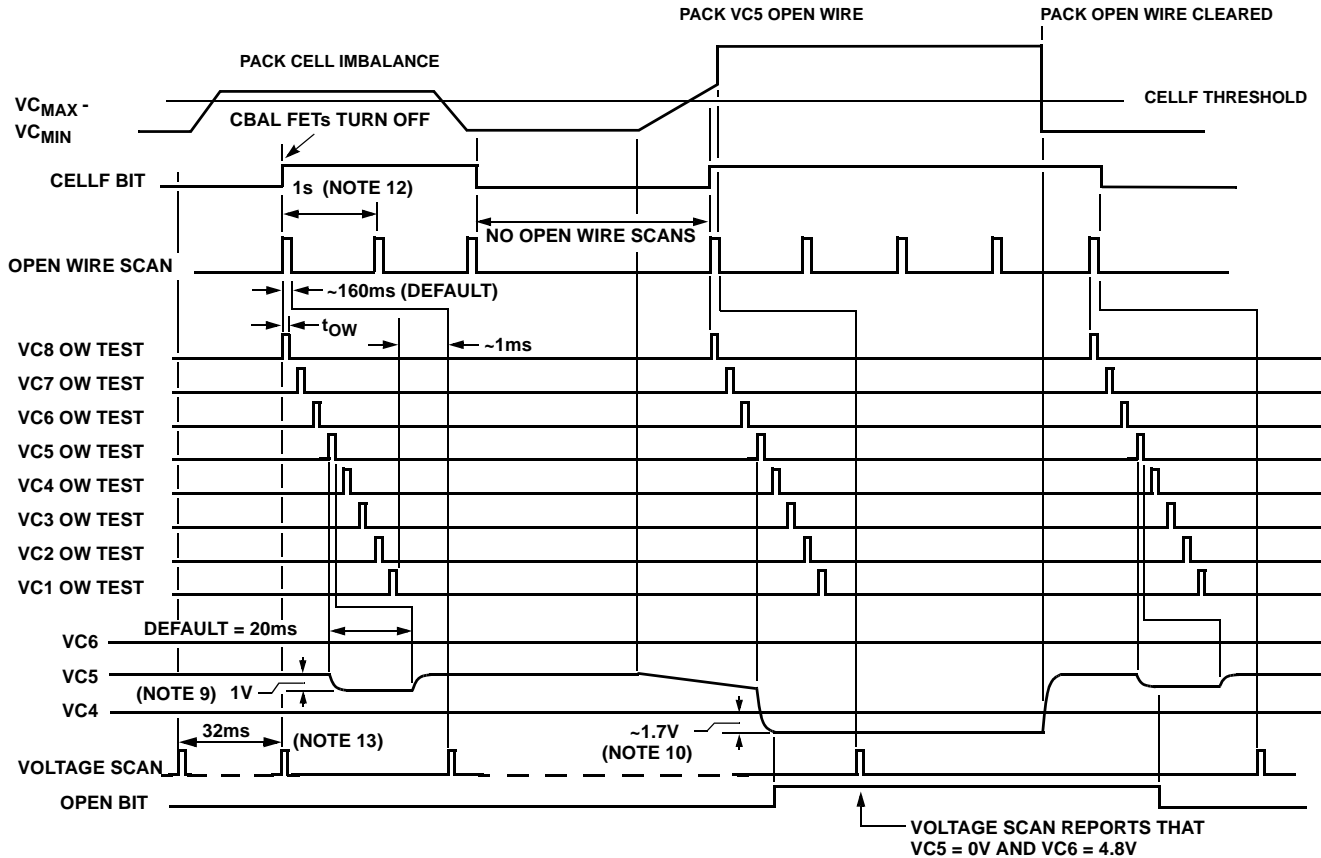 PACK VC5 OPEN WIRE
PACK OPEN WIRE CLEARED
PACK CELL IMBALANCE
VCMAX -
VCMIN
CELLF THRESHOLD
CBAL FETs TURN OFF
CELLF BIT
1s (NOTE 12)
NO OPEN WIRE SCANS
OPEN WIRE SCAN
~160ms (DEFAULT)
tOW
~1ms
VC8 OW TEST
VC7 OW TEST
VC6 OW TEST
VC5 OW TEST
VC4 OW TEST
VC3 OW TEST
VC2 OW TEST
VC1 OW TEST
DEFAULT = 20ms
VC6
VC5
(NOTE 9) 1V
VC4
32ms
(NOTE 13)
~1.7V
(NOTE 10)
VOLTAGE SCAN
OPEN BIT
VOLTAGE SCAN REPORTS THAT
VC5 = 0V AND VC6 = 4.8V